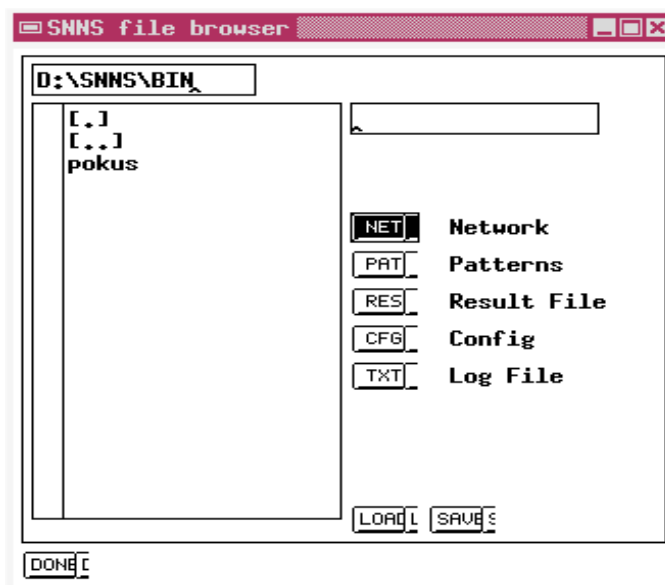 SNNS file browser
D:\SNNS\BIN
[.]
[..]
pokus
NET Network
PAT Patterns
RES Result File
CFG Config
TXT Log File
LOAD SAVE
DONE